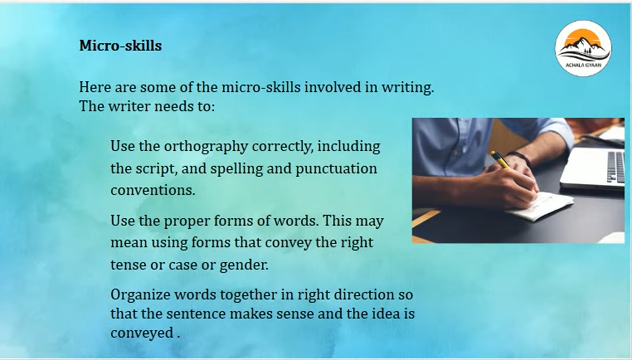 Micro-skills
Here are some of the micro-skills involved in writing.
The writer needs to:
Use the orthography correctly, including
the script, and spelling and punctuation
conventions.
Use the proper forms of words. This may
mean using forms that convey the right
tense or case or gender.
Organize words together in right direction so
that the sentence makes sense and the idea is
conveyed .
ACHALA GYAAN